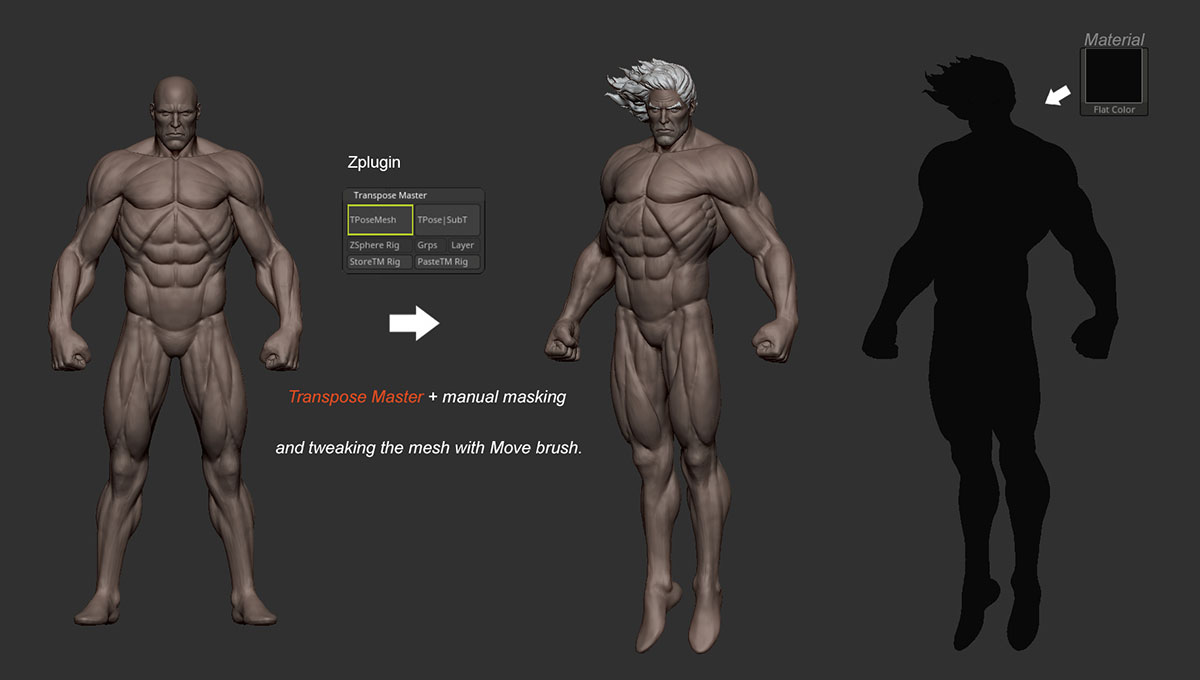 Material
Flat Color
Zplugin
Transpose Master
TPoseMesh TPose|SubT
ZSphere Rig Grps Layer
StoreTM Rig PasteTM Rig
Transpose Master + manual masking
and tweaking the mesh with Move brush.